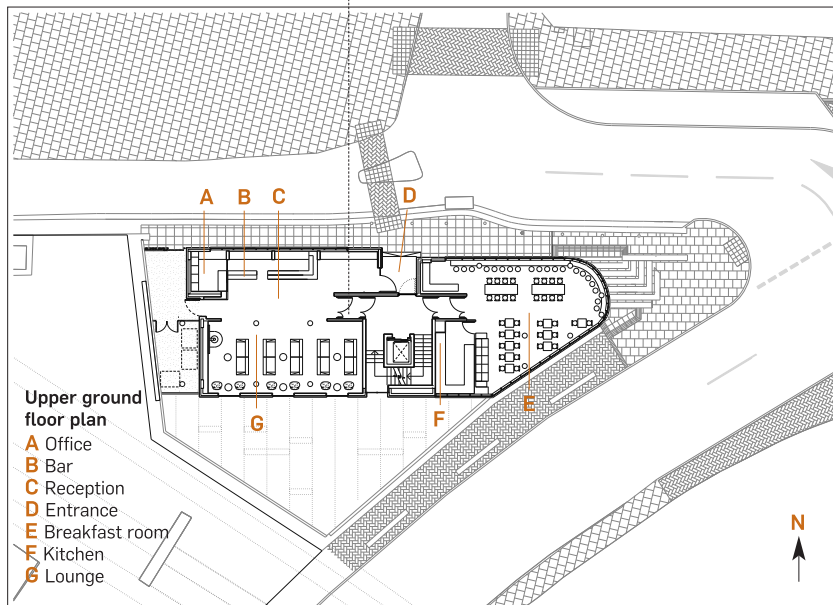 A B C D
G F E
Upper ground
floor plan
A Office
B Bar
C Reception
D Entrance
E Breakfast room
F Kitchen
G Lounge
N